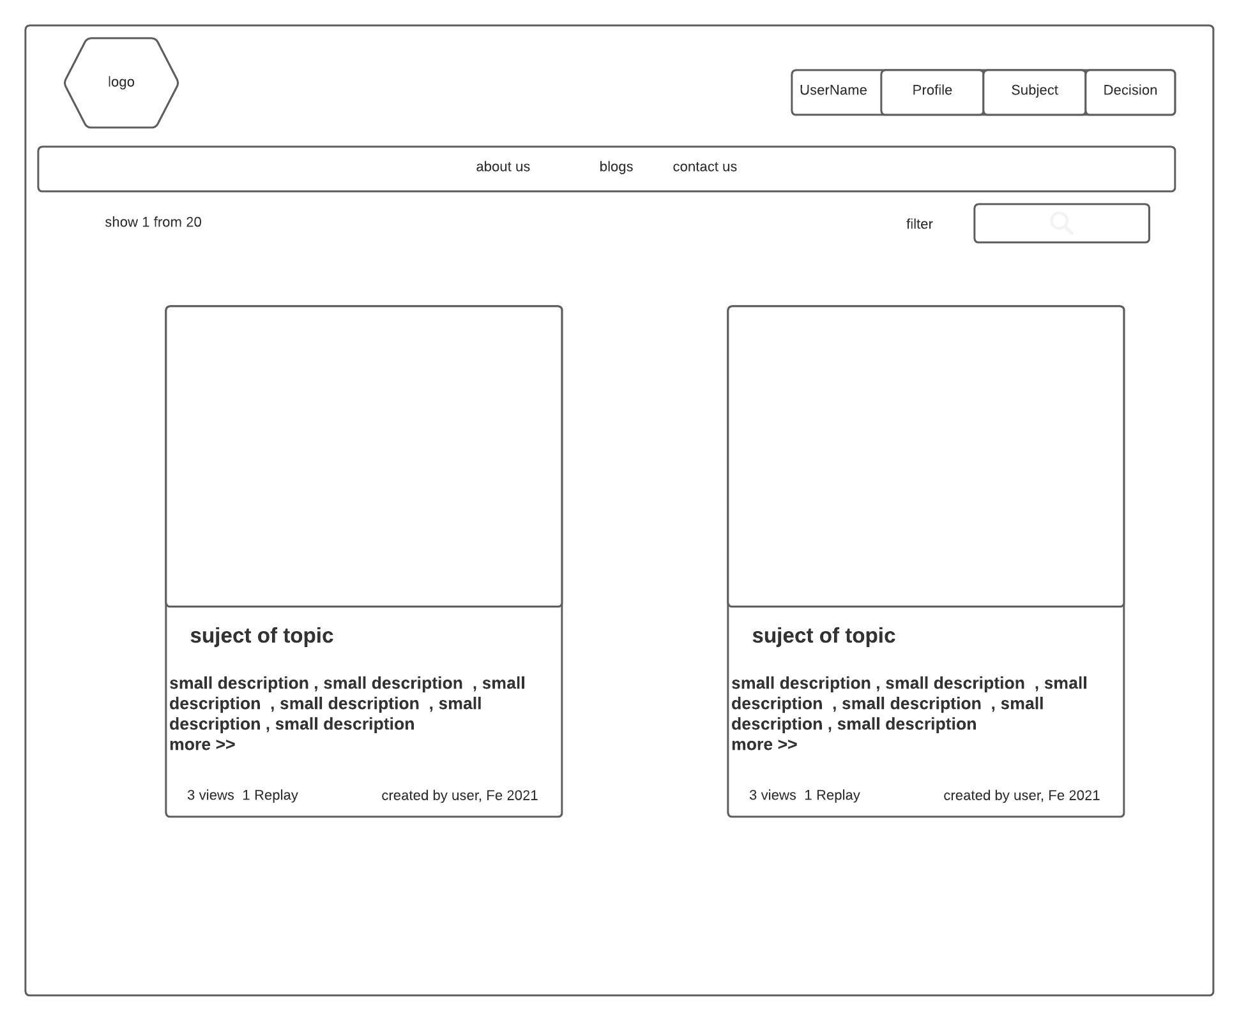 logo
UserName Profile Subject Decision
about us blogs contact us
show 1 from 20
filter
suject of topic
small description , small description  , small
description  , small description  , small
description , small description
more >>
3 views  1 Replay
created by user, Fe 2021
suject of topic
small description , small description  , small
description  , small description  , small
description , small description
more >>
3 views  1 Replay
created by user, Fe 2021